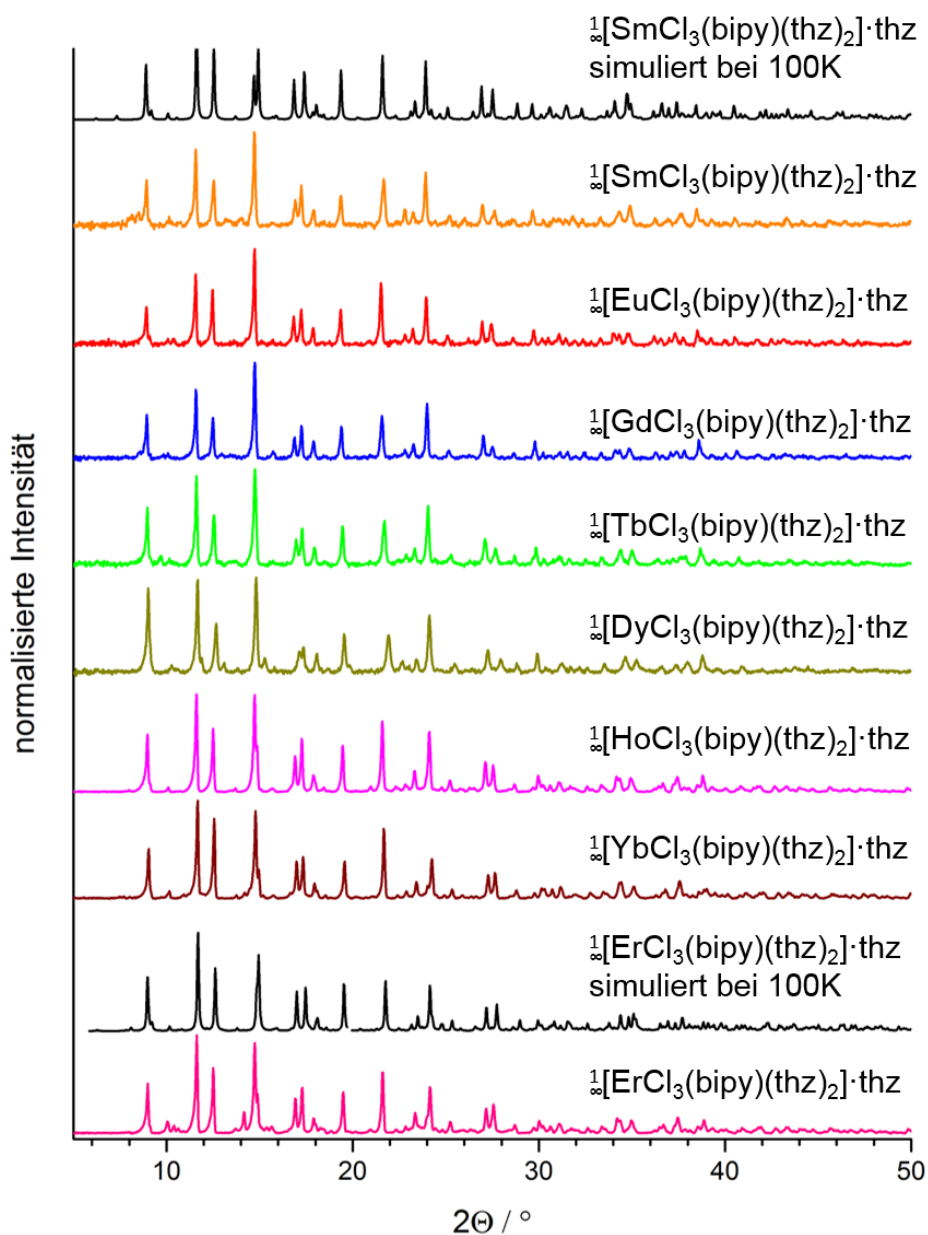 ¹∞[SmCl₃(bipy)(thz)₂]·thz
simuliert bei 100K
¹∞[SmCl₃(bipy)(thz)₂]·thz
¹∞[EuCl₃(bipy)(thz)₂]·thz
¹∞[GdCl₃(bipy)(thz)₂]·thz
¹∞[TbCl₃(bipy)(thz)₂]·thz
¹∞[DyCl₃(bipy)(thz)₂]·thz
¹∞[HoCl₃(bipy)(thz)₂]·thz
¹∞[YbCl₃(bipy)(thz)₂]·thz
¹∞[ErCl₃(bipy)(thz)₂]·thz
simuliert bei 100K
¹∞[ErCl₃(bipy)(thz)₂]·thz
normalisierte Intensität
10 20 30 40 50
2Θ / °